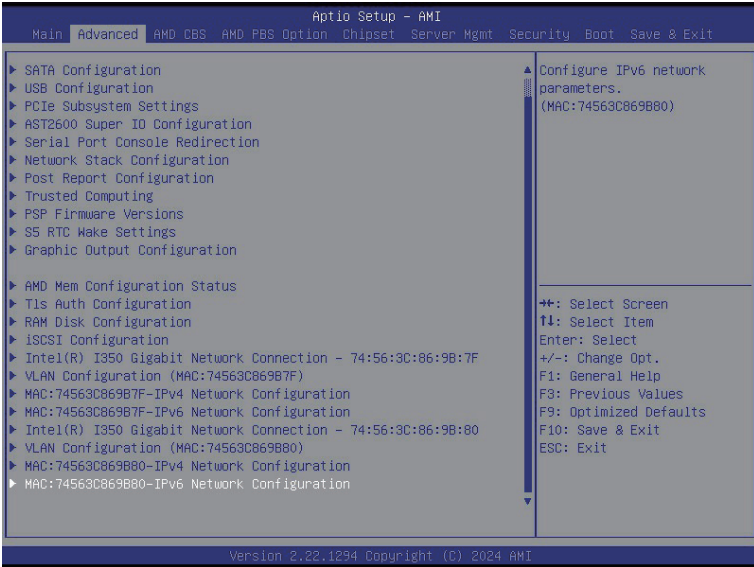 Aptio Setup - AMI
Main Advanced AMD CBS AMD PBS Option Chipset Server Mgmt Security Boot Save & Exit
SATA Configuration
USB Configuration
PCIe Subsystem Settings
AST2600 Super IO Configuration
Serial Port Console Redirection
Network Stack Configuration
Post Report Configuration
Trusted Computing
PSP Firmware Versions
S5 RTC Wake Settings
Graphic Output Configuration
AMD Mem Configuration Status
Tls Auth Configuration
RAM Disk Configuration
iSCSI Configuration
Intel(R) I350 Gigabit Network Connection - 74:56:3C:86:9B:7F
VLAN Configuration (MAC:74563C869B7F)
MAC:74563C869B7F-IPv4 Network Configuration
MAC:74563C869B7F-IPv6 Network Configuration
Intel(R) I350 Gigabit Network Connection - 74:56:3C:86:9B:80
VLAN Configuration (MAC:74563C869B80)
MAC:74563C869B80-IPv4 Network Configuration
MAC:74563C869B80-IPv6 Network Configuration
Configure IPv6 network
parameters.
(MAC:74563C869B80)
→←: Select Screen
↑↓: Select Item
Enter: Select
+/-: Change Opt.
F1: General Help
F3: Previous Values
F9: Optimized Defaults
F10: Save & Exit
ESC: Exit
Version 2.22.1294 Copyright (C) 2024 AMI